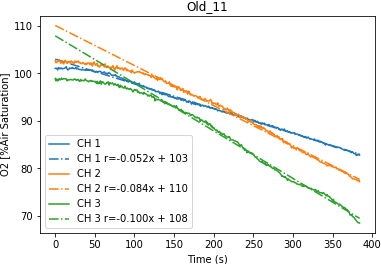 Old_11
O2 [%Air Saturation]
110
100
90
80
70
CH 1
CH 1 r=-0.052x + 103
CH 2
CH 2 r=-0.084x + 110
CH 3
CH 3 r=-0.100x + 108
0 50 100 150 200 250 300 350 400
Time (s)